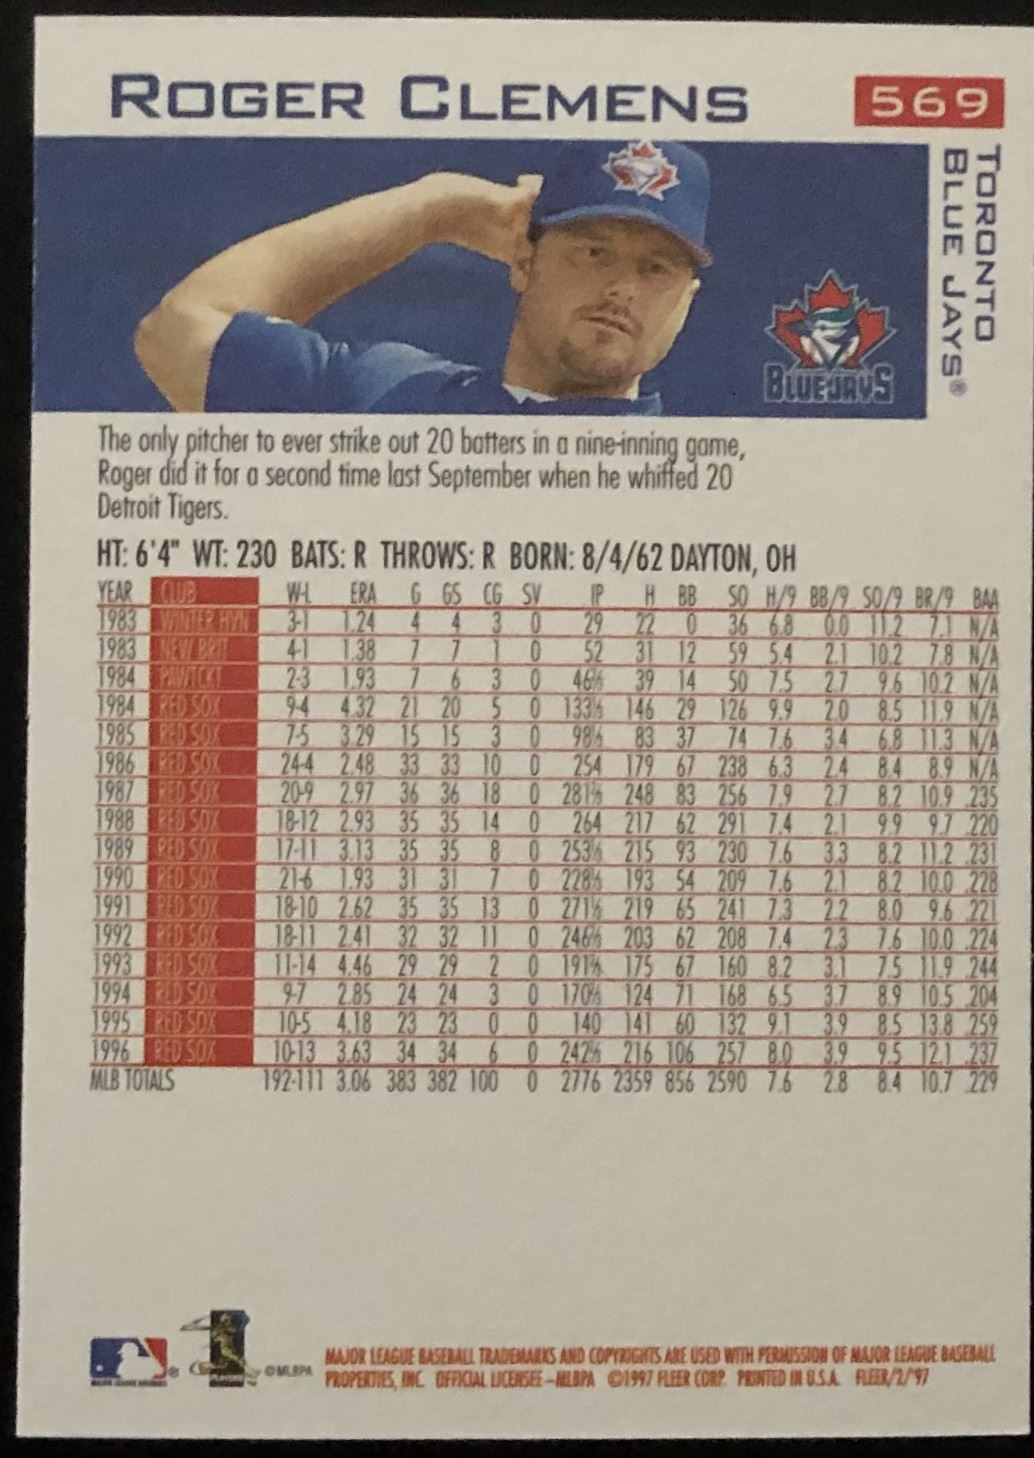 ROGER CLEMENS
569
TORONTO
BLUE JAYS®
BLUEJAYS
The only pitcher to ever strike out 20 batters in a nine-inning game,
Roger did it for a second time last September when he whiffed 20
Detroit Tigers.
HT: 6'4" WT: 230 BATS: R THROWS: R BORN: 8/4/62 DAYTON, OH
YEAR CLUB W-L ERA G GS CG SV IP H BB SO H/9 BB/9 SO/9 BR/9 BAA
1983 WINTER HVN 3-1 1.24 4 4 3 0 29 22 0 36 6.8 0.0 11.2 7.1 N/A
1983 NEW BRIT 4-1 1.38 7 7 1 0 52 31 12 59 5.4 2.1 10.2 7.8 N/A
1984 PAWTCKT 2-3 1.93 7 6 3 0 46⅔ 39 14 50 7.5 2.7 9.6 10.2 N/A
1984 RED SOX 9-4 4.32 21 20 5 0 133⅓ 146 29 126 9.9 2.0 8.5 11.9 N/A
1985 RED SOX 7-5 3.29 15 15 3 0 98⅓ 83 37 74 7.6 3.4 6.8 11.3 N/A
1986 RED SOX 24-4 2.48 33 33 10 0 254 179 67 238 6.3 2.4 8.4 8.9 N/A
1987 RED SOX 20-9 2.97 36 36 18 0 281⅔ 248 83 256 7.9 2.7 8.2 10.9 .235
1988 RED SOX 18-12 2.93 35 35 14 0 264 217 62 291 7.4 2.1 9.9 9.7 .220
1989 RED SOX 17-11 3.13 35 35 8 0 253⅓ 215 93 230 7.6 3.3 8.2 11.2 .231
1990 RED SOX 21-6 1.93 31 31 7 0 228⅓ 193 54 209 7.6 2.1 8.2 10.0 .228
1991 RED SOX 18-10 2.62 35 35 13 0 271⅓ 219 65 241 7.3 2.2 8.0 9.6 .221
1992 RED SOX 18-11 2.41 32 32 11 0 246⅔ 203 62 208 7.4 2.3 7.6 10.0 .224
1993 RED SOX 11-14 4.46 29 29 2 0 191⅔ 175 67 160 8.2 3.1 7.5 11.9 .244
1994 RED SOX 9-7 2.85 24 24 3 0 170⅔ 124 71 168 6.5 3.7 8.9 10.5 .204
1995 RED SOX 10-5 4.18 23 23 0 0 140 141 60 132 9.1 3.9 8.5 13.8 .259
1996 RED SOX 10-13 3.63 34 34 6 0 242⅔ 216 106 257 8.0 3.9 9.5 12.1 .237
MLB TOTALS 192-111 3.06 383 382 100 0 2776 2359 856 2590 7.6 2.8 8.4 10.7 .229
©MLBPA
MAJOR LEAGUE BASEBALL TRADEMARKS AND COPYRIGHTS ARE USED WITH PERMISSION OF MAJOR LEAGUE BASEBALL
PROPERTIES, INC. OFFICIAL LICENSEE–MLBPA ©1997 FLEER CORP. PRINTED IN U.S.A. FLEER/2/'97